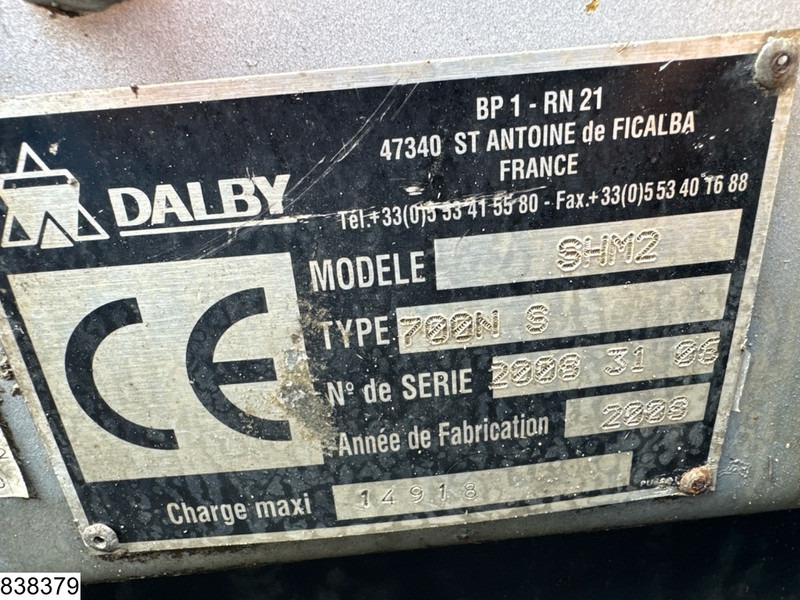 BP 1 - RN 21
47340 ST ANTOINE de FICALBA
FRANCE
Tél.+33(0)5 53 41 55 80 - Fax.+33(0)5 53 40 16 88
DALBY
CE
MODELE SHM2
TYPE 700N S
N° de SERIE 2008 31 06
Année de Fabrication 2008
Charge maxi 14918
838379